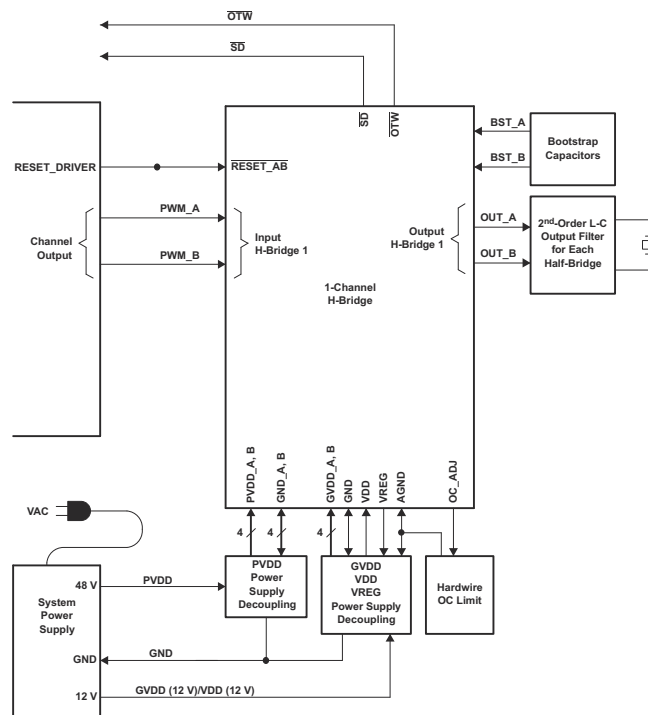 OTW
SD
SD
OTW
BST_A
BST_B
Bootstrap
Capacitors
RESET_DRIVER
RESET_AB
PWM_A
PWM_B
Channel
Output
Input
H-Bridge 1
Output
H-Bridge 1
OUT_A
OUT_B
2nd-Order L-C
Output Filter
for Each
Half-Bridge
1-Channel
H-Bridge
PVDD_A, B
GND_A, B
GVDD_A, B
GND
VDD
VREG
AGND
OC_ADJ
VAC
4
4
4
PVDD
Power
Supply
Decoupling
GVDD
VDD
VREG
Power Supply
Decoupling
Hardwire
OC Limit
48 V
PVDD
System
Power
Supply
GND
GND
12 V
GVDD (12 V)/VDD (12 V)